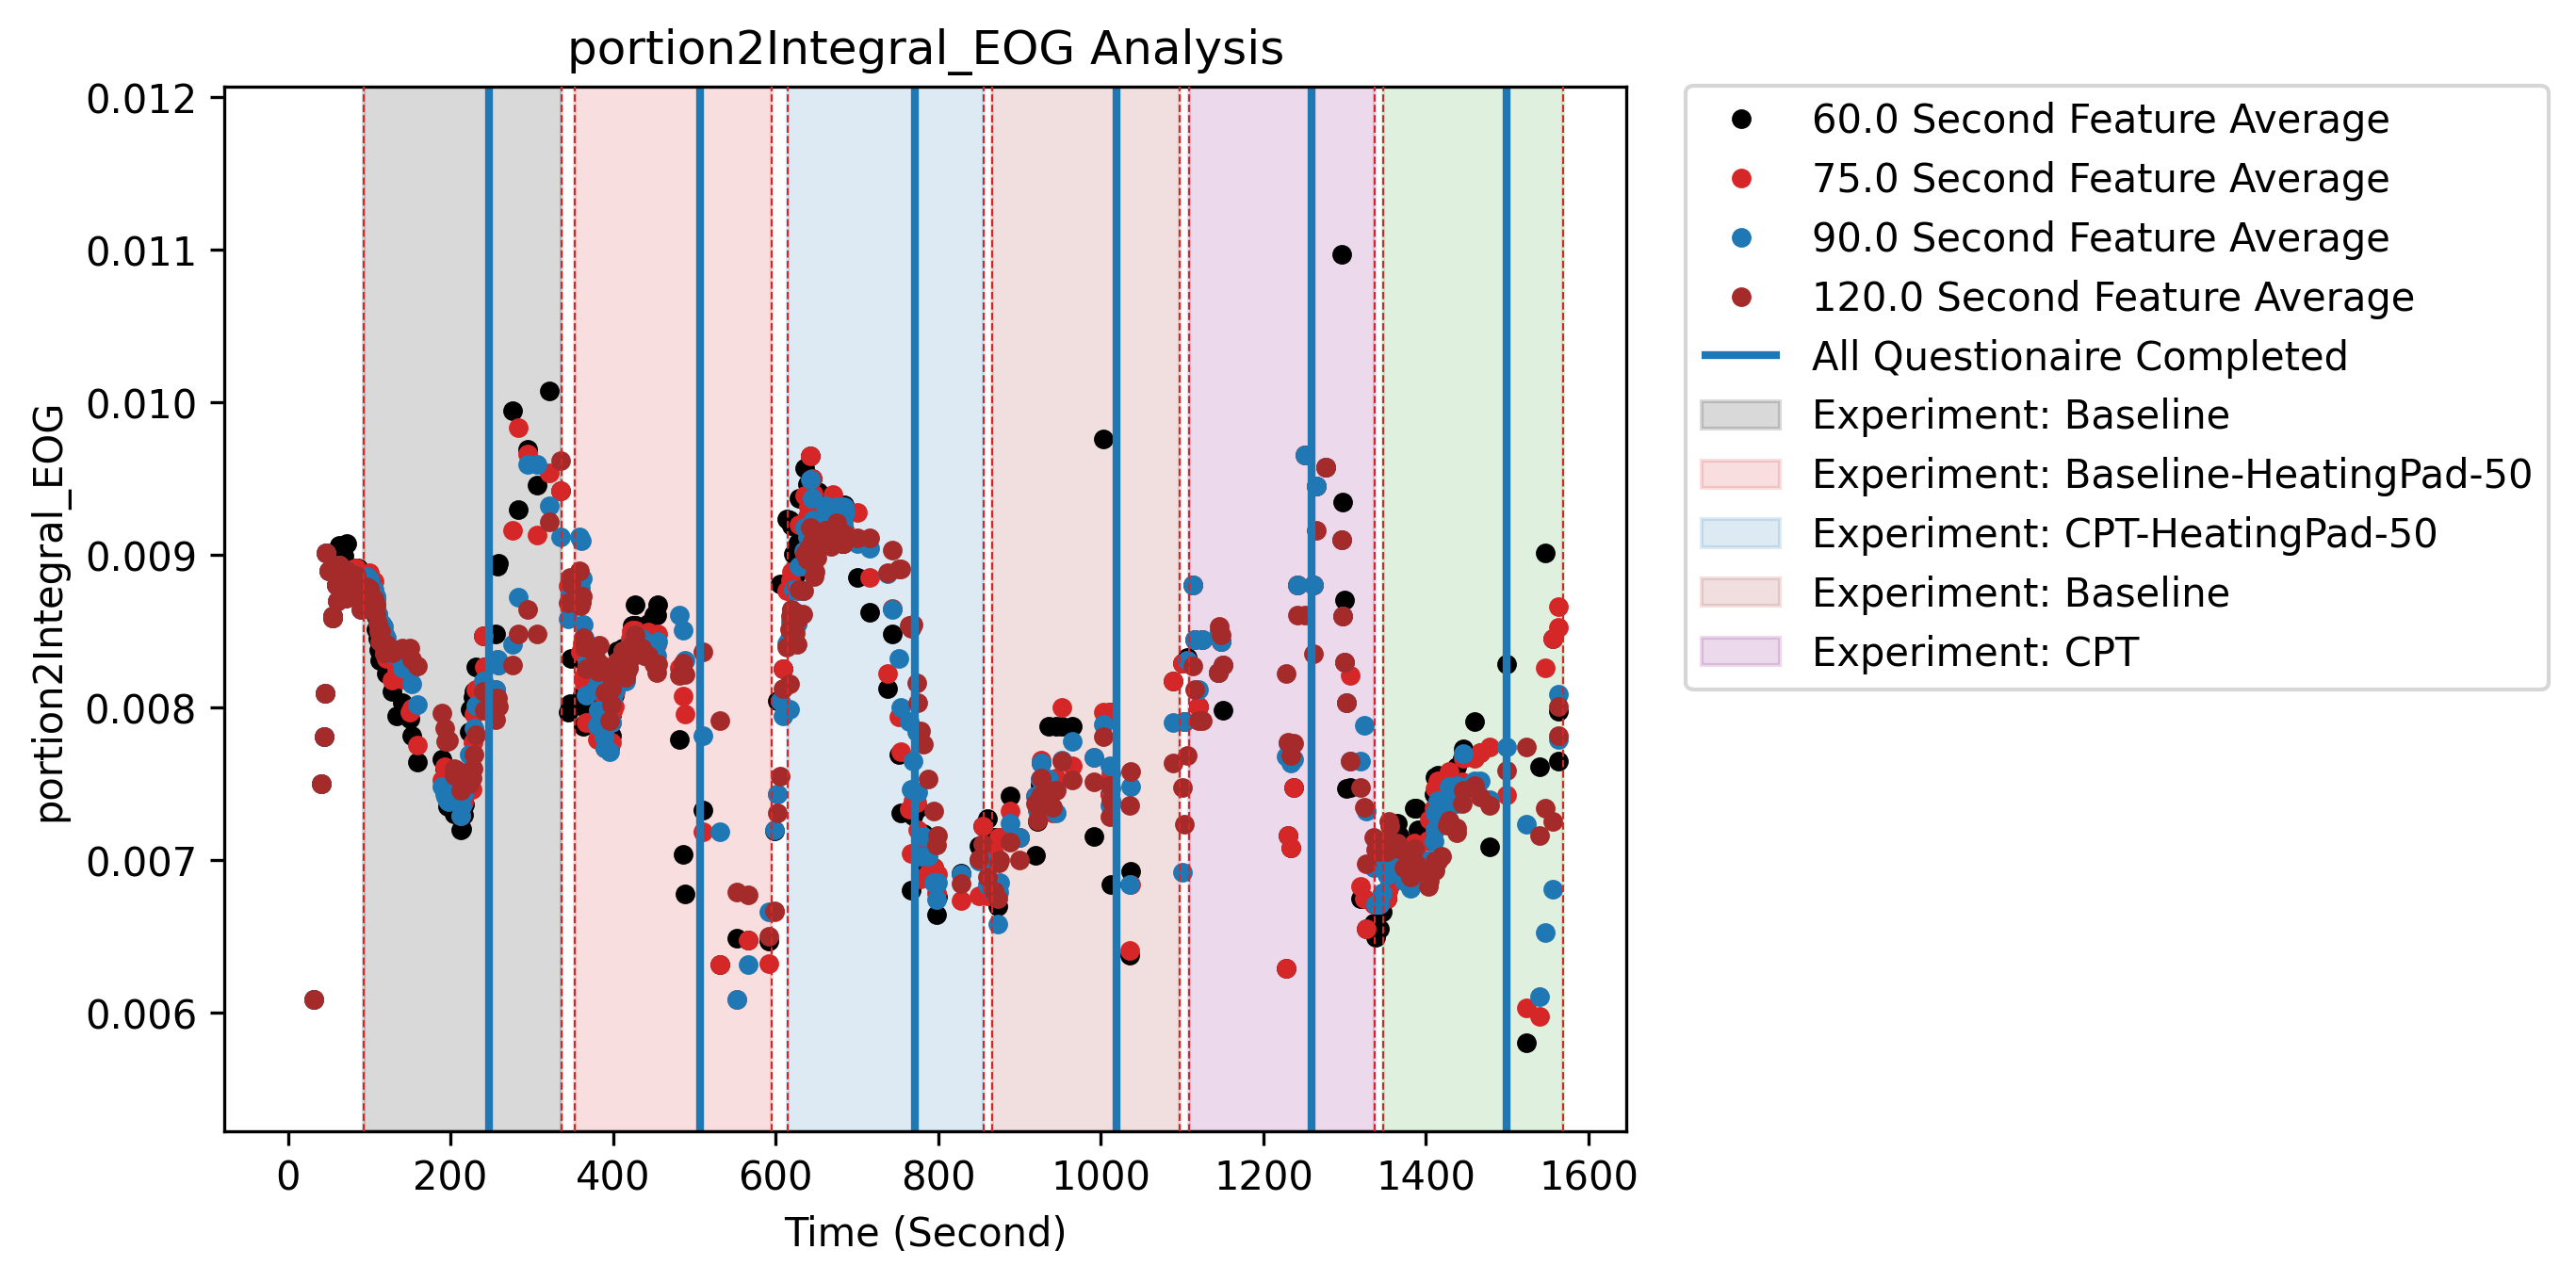 portion2Integral_EOG Analysis
0.012
0.011
0.010
0.009
0.008
0.007
0.006
portion2Integral_EOG
0
200
400
600
800
1000
1200
1400
1600
Time (Second)
60.0 Second Feature Average
75.0 Second Feature Average
90.0 Second Feature Average
120.0 Second Feature Average
All Questionaire Completed
Experiment: Baseline
Experiment: Baseline-HeatingPad-50
Experiment: CPT-HeatingPad-50
Experiment: Baseline
Experiment: CPT